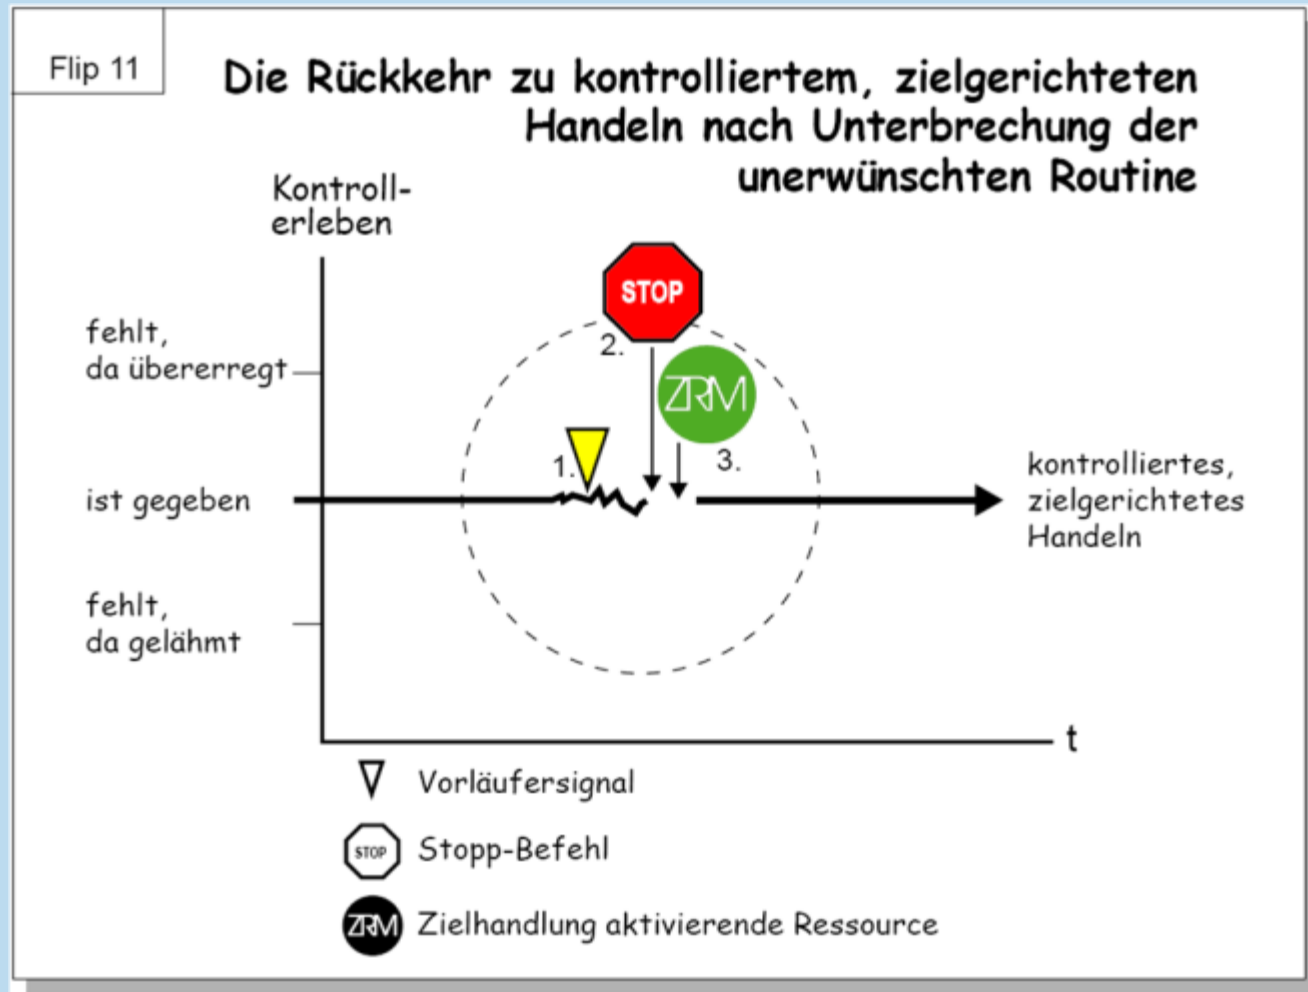 Flip 11
Die Rückkehr zu kontrolliertem, zielgerichteten
Handeln nach Unterbrechung der
unerwünschten Routine
Kontroll-
erleben
STOP
fehlt,
da übererregt
2.
ZRM
1.
3.
ist gegeben
kontrolliertes,
zielgerichtetes
Handeln
fehlt,
da gelähmt
t
Vorläufersignal
STOP
Stopp-Befehl
ZRM
Zielhandlung aktivierende Ressource